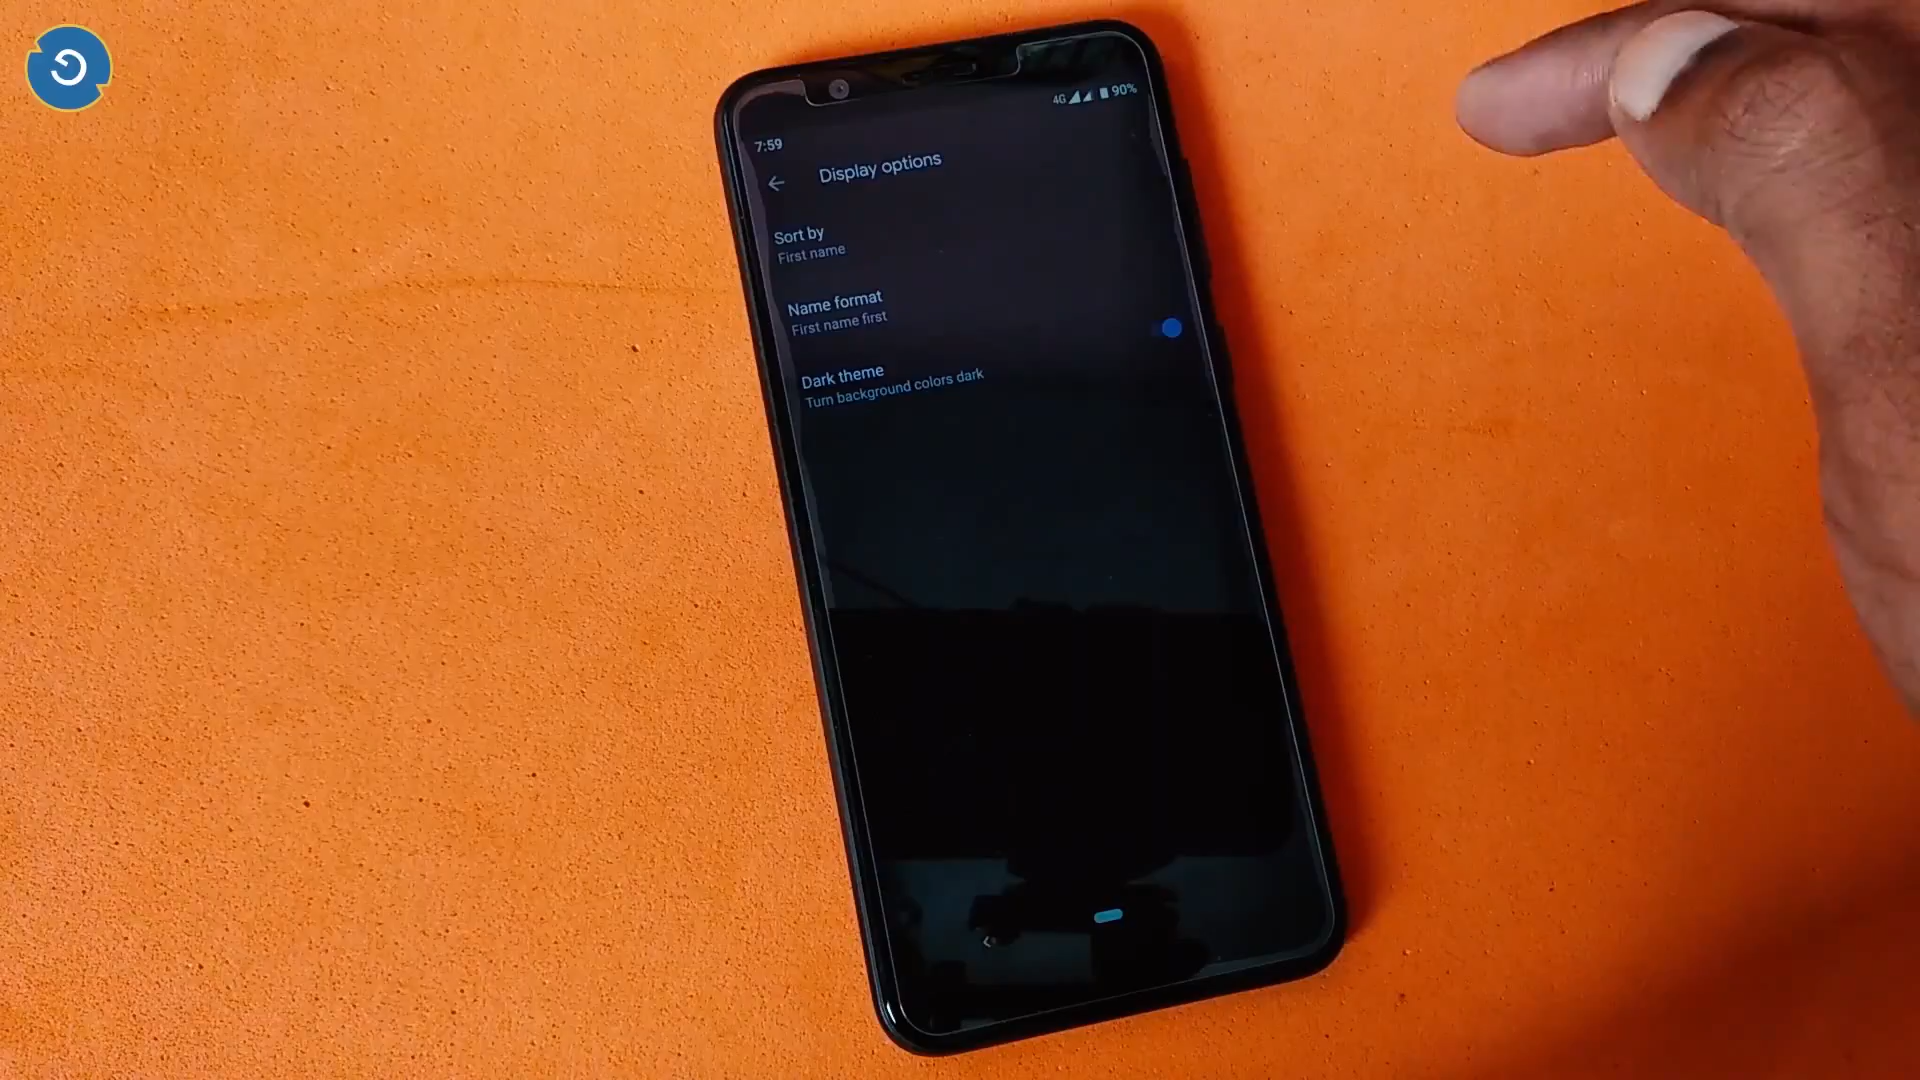 4G 90%
7:59
Display options
Sort by
First name
Name format
First name first
Dark theme
Turn background colors dark